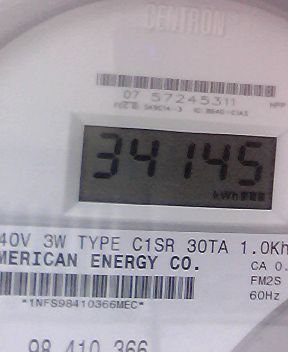 CENTRON®
07 57245311
34145
kWh
40V 3W TYPE C1SR 30TA 1.0Kh
MERICAN ENERGY CO.
CA 0.
FM2S
60Hz
*1NFS98410366MEC*
98 410 366